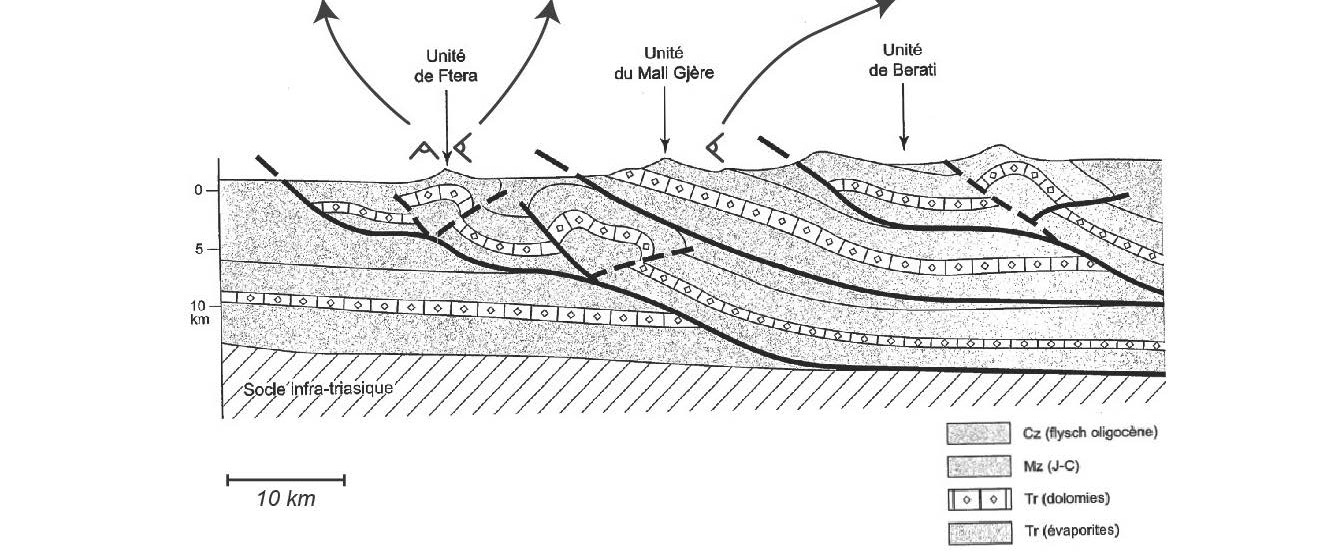 Unité
de Ftera
Unité
du Mali Gjère
Unité
de Berati
0
5
10
km
Socle infra-triasique
Cz (flysch oligocène)
Mz (J-C)
Tr (dolomies)
Tr (évaporites)
10 km